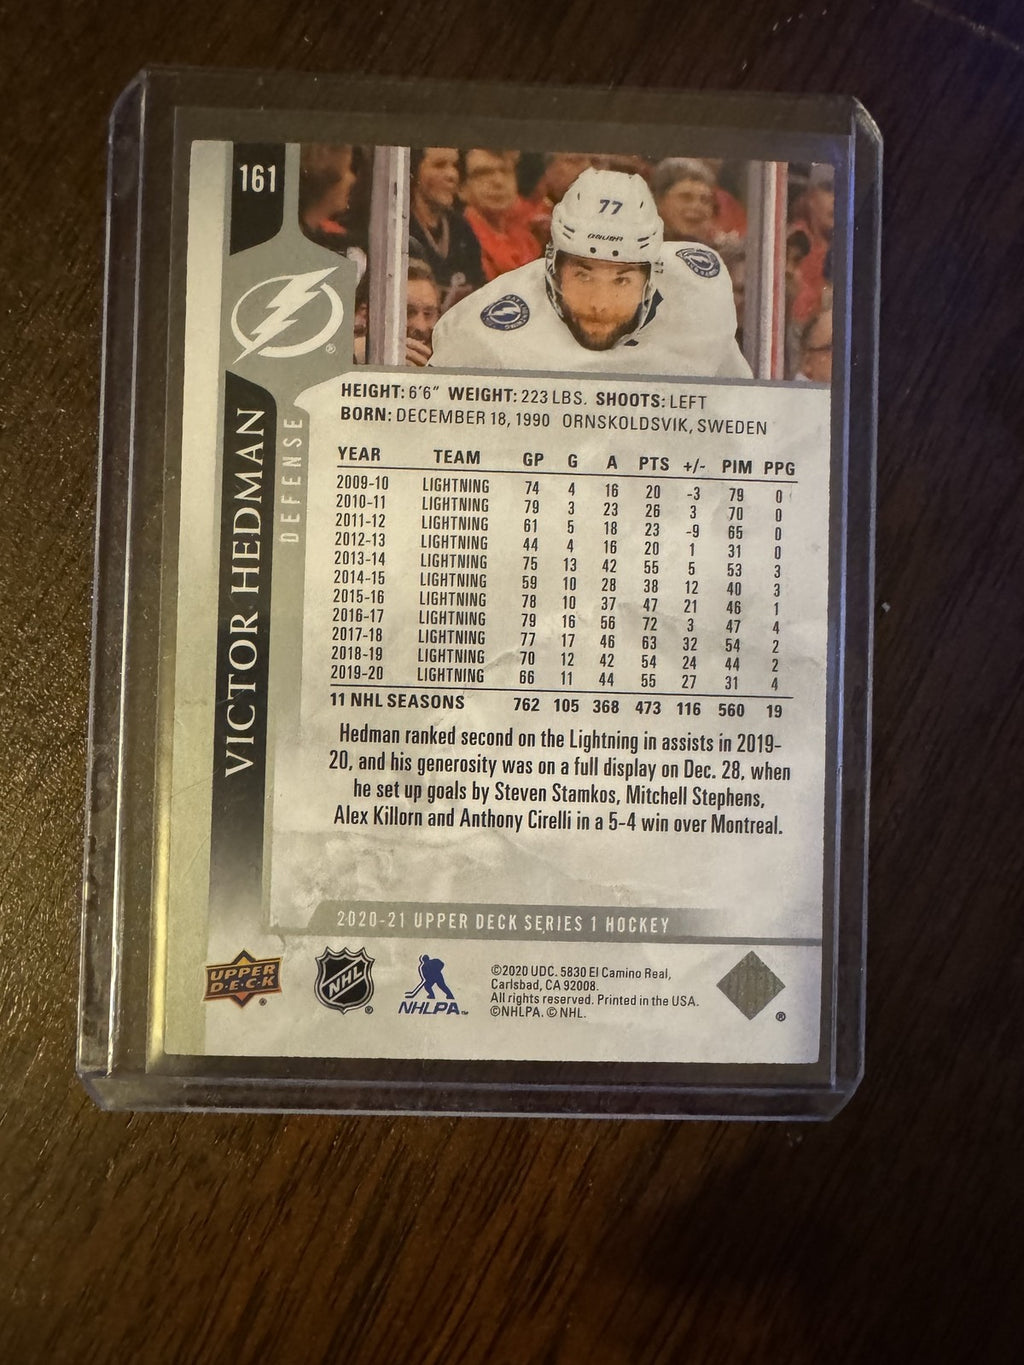 161
77
BAUER
VICTOR HEDMAN
DEFENSE
HEIGHT: 6'6" WEIGHT: 223 LBS. SHOOTS: LEFT
BORN: DECEMBER 18, 1990 ORNSKOLDSVIK, SWEDEN
YEAR TEAM GP G A PTS +/- PIM PPG
2009-10 LIGHTNING 74 4 16 20 -3 79 0
2010-11 LIGHTNING 79 3 23 26 3 70 0
2011-12 LIGHTNING 61 5 18 23 -9 65 0
2012-13 LIGHTNING 44 4 16 20 1 31 0
2013-14 LIGHTNING 75 13 42 55 5 53 3
2014-15 LIGHTNING 59 10 28 38 12 40 3
2015-16 LIGHTNING 78 10 37 47 21 46 1
2016-17 LIGHTNING 79 16 56 72 3 47 4
2017-18 LIGHTNING 77 17 46 63 32 54 2
2018-19 LIGHTNING 70 12 42 54 24 44 2
2019-20 LIGHTNING 66 11 44 55 27 31 4
11 NHL SEASONS 762 105 368 473 116 560 19
Hedman ranked second on the Lightning in assists in 2019-
20, and his generosity was on a full display on Dec. 28, when
he set up goals by Steven Stamkos, Mitchell Stephens,
Alex Killorn and Anthony Cirelli in a 5-4 win over Montreal.
2020-21 UPPER DECK SERIES 1 HOCKEY
UPPER
D·E·C·K
®
NHL
®
NHLPA™
©2020 UDC. 5830 El Camino Real,
Carlsbad, CA 92008.
All rights reserved. Printed in the USA.
©NHLPA. © NHL.
®